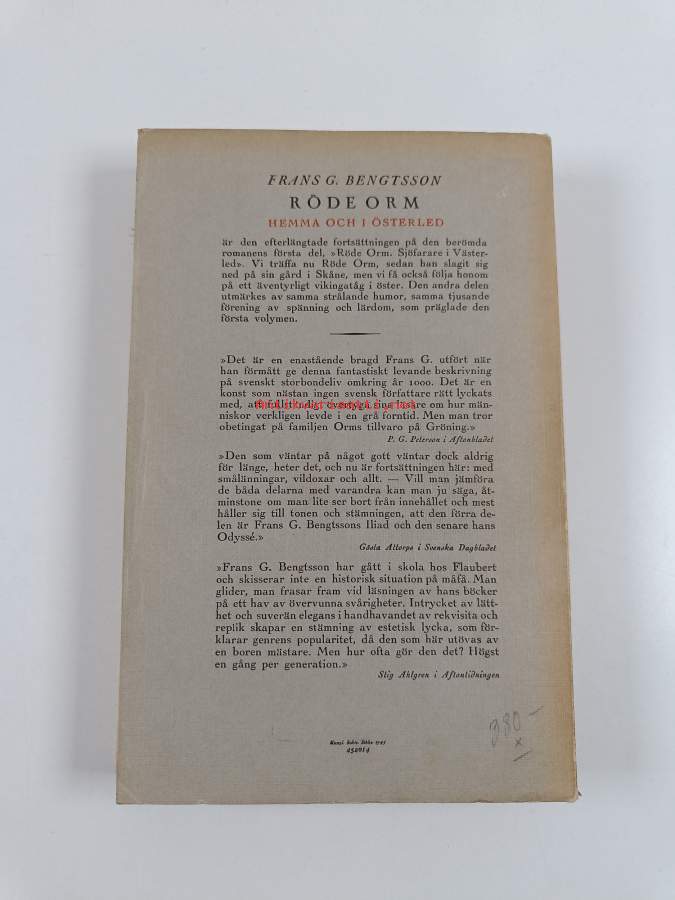 FRANS G. BENGTSSON
RÖDE ORM
HEMMA OCH I ÖSTERLED
är den efterlängtade fortsättningen på den berömda
romanens första del, »Röde Orm. Sjöfarare i Väster-
led». Vi träffa nu Röde Orm, sedan han slagit sig
ned på sin gård i Skåne, men vi få också följa honom
på ett äventyrligt vikingatåg i öster. Den andra delen
utmärkes av samma strålande humor, samma tjusande
förening av spänning och lärdom, som präglade den
första volymen.
»Det är en enastående bragd Frans G. utfört när
han förmått ge denna fantastiskt levande beskrivning
på svenskt storbondeliv omkring år 1000. Det är en
konst som nästan ingen svensk författare rätt lyckats
med, att fullständigt övertyga sina läsare om hur män-
niskor verkligen levde i en grå forntid. Men man tror
obetingat på familjen Orms tillvaro på Gröning.»
P. G. Peterson i Aftonbladet
»Den som väntar på något gott väntar dock aldrig
för länge, heter det, och nu är fortsättningen här: med
smålänningar, vildoxar och allt. — Vill man jämföra
de båda delarna med varandra kan man ju säga, åt-
minstone om man lite ser bort från innehållet och mest
håller sig till tonen och stämningen, att den förra de-
len är Frans G. Bengtssons Iliad och den senare hans
Odyssé.»
Gösta Attorps i Svenska Dagbladet
»Frans G. Bengtsson har gått i skola hos Flaubert
och skisserar inte en historisk situation på måfå. Man
glider, man frasar fram vid läsningen av hans böcker
på ett hav av övervunna svårigheter. Intrycket av lätt-
het och suverän elegans i handhavandet av rekvisita och
replik skapar en stämning av estetisk lycka, som för-
klarar genrens popularitet, då den som här utövas av
en boren mästare. Men hur ofta gör den det? Högst
en gång per generation.»
Stig Ahlgren i Aftontidningen
380-
x